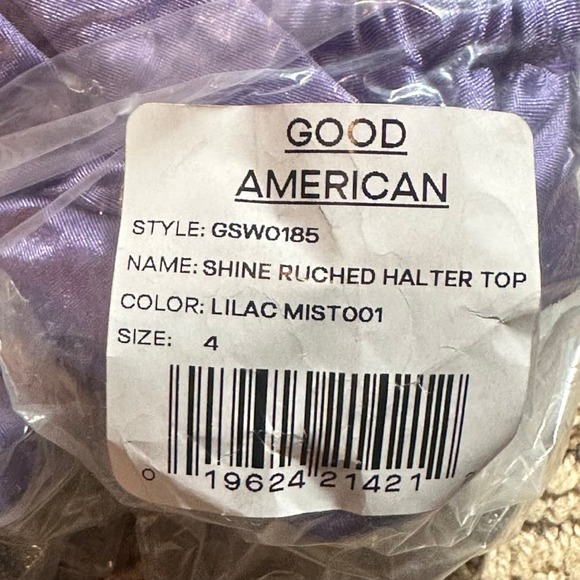 GOOD
AMERICAN
STYLE: GSW0185
NAME: SHINE RUCHED HALTER TOP
COLOR: LILAC MIST001
SIZE: 4
0 19624 21421